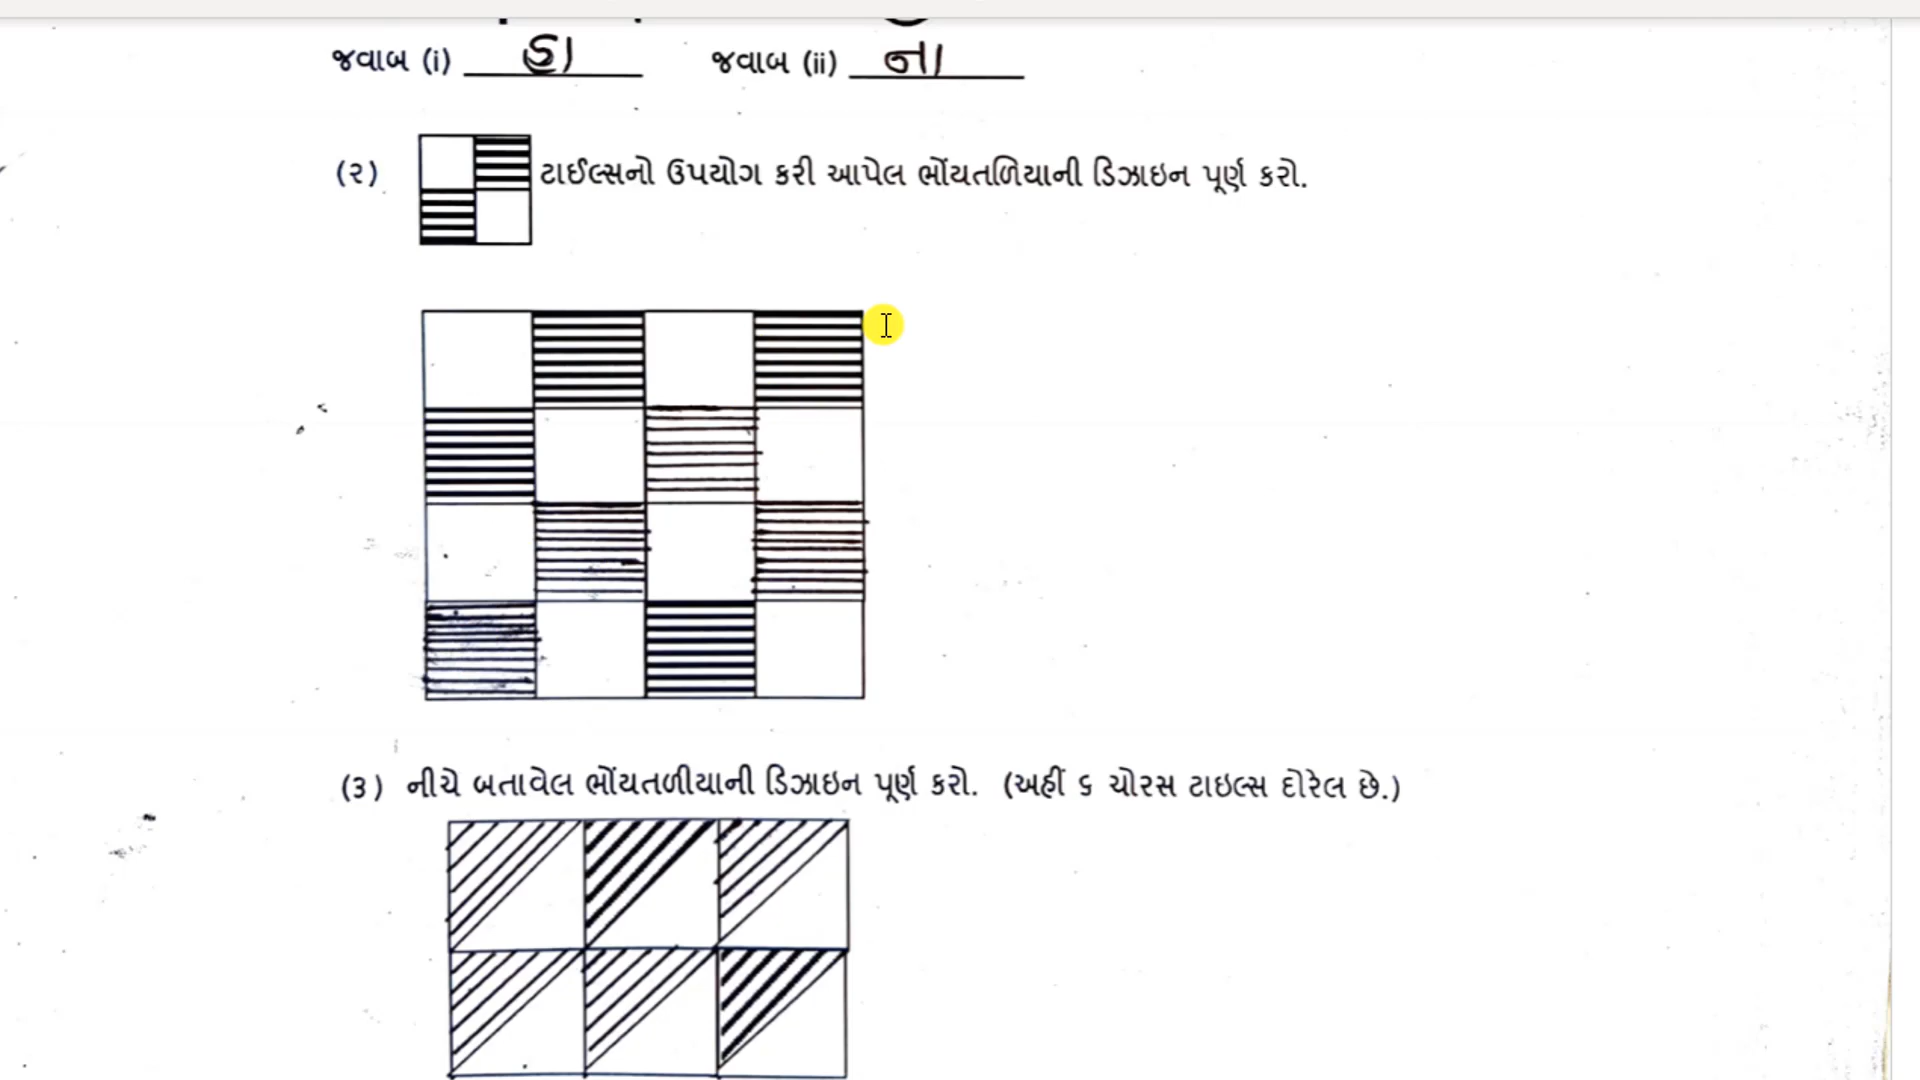 જવાબ (i) હા જવાબ (ii) ના
(૨) ટાઈલ્સનો ઉપયોગ કરી આપેલ ભોંયતળિયાની ડિઝાઇન પૂર્ણ કરો.
(૩) નીચે બતાવેલ ભોંયતળીયાની ડિઝાઇન પૂર્ણ કરો. (અહીં ૬ ચોરસ ટાઇલ્સ દોરેલ છે.)